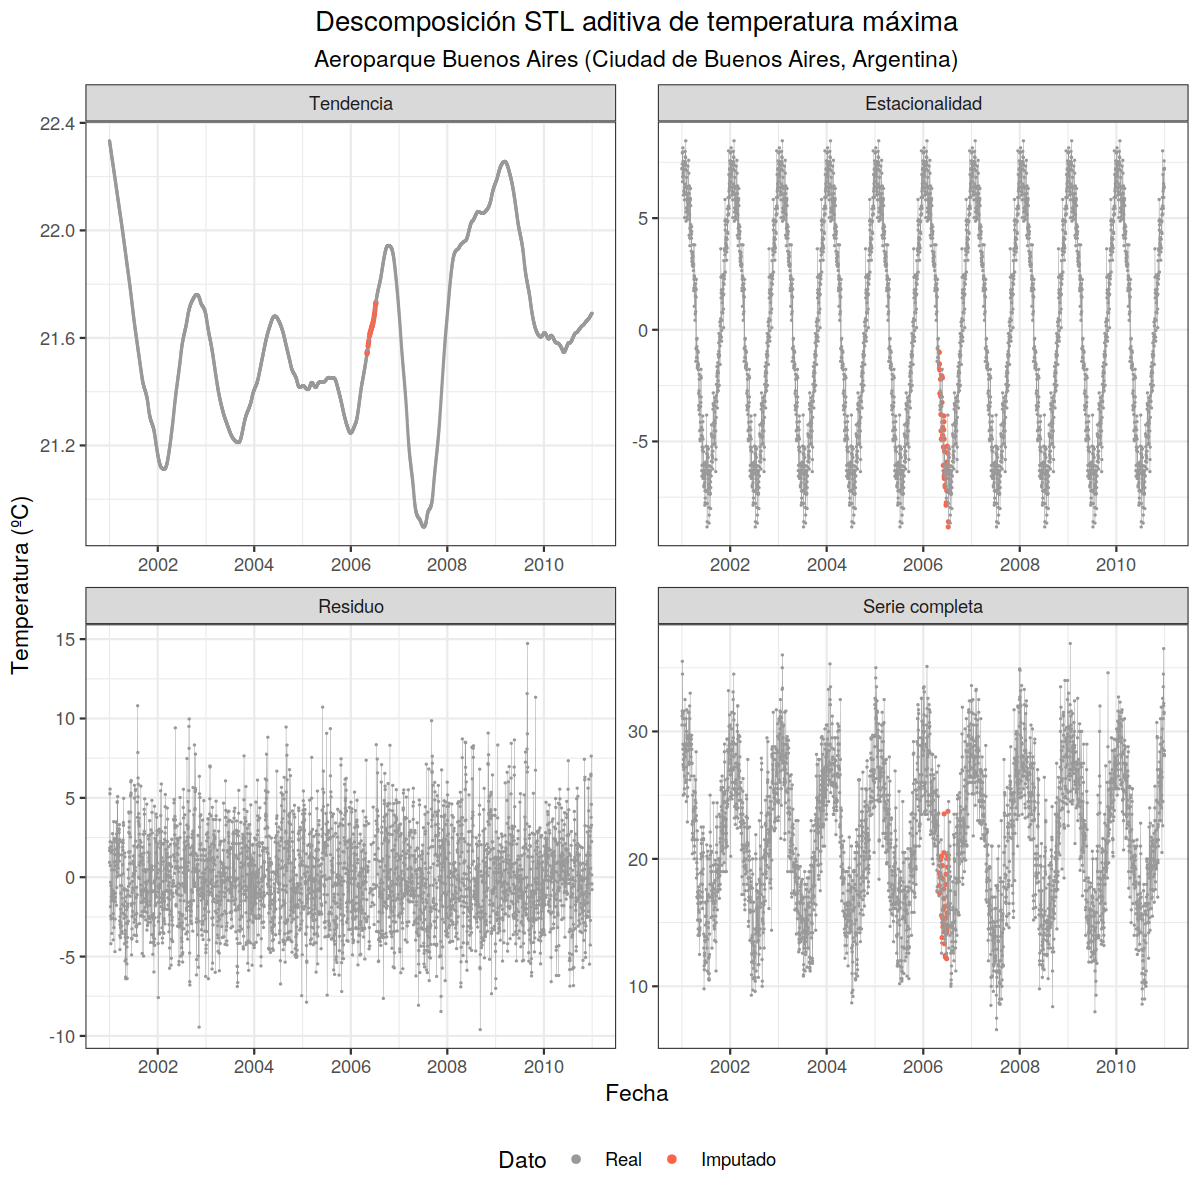 Descomposición STL aditiva de temperatura máxima
Aeroparque Buenos Aires (Ciudad de Buenos Aires, Argentina)
Tendencia
22.4
22.0
21.6
21.2
2002 2004 2006 2008 2010
Estacionalidad
5
0
-5
2002 2004 2006 2008 2010
Temperatura (ºC)
Residuo
15
10
5
0
-5
-10
2002 2004 2006 2008 2010
Serie completa
30
20
10
2002 2004 2006 2008 2010
Fecha
Dato Real Imputado